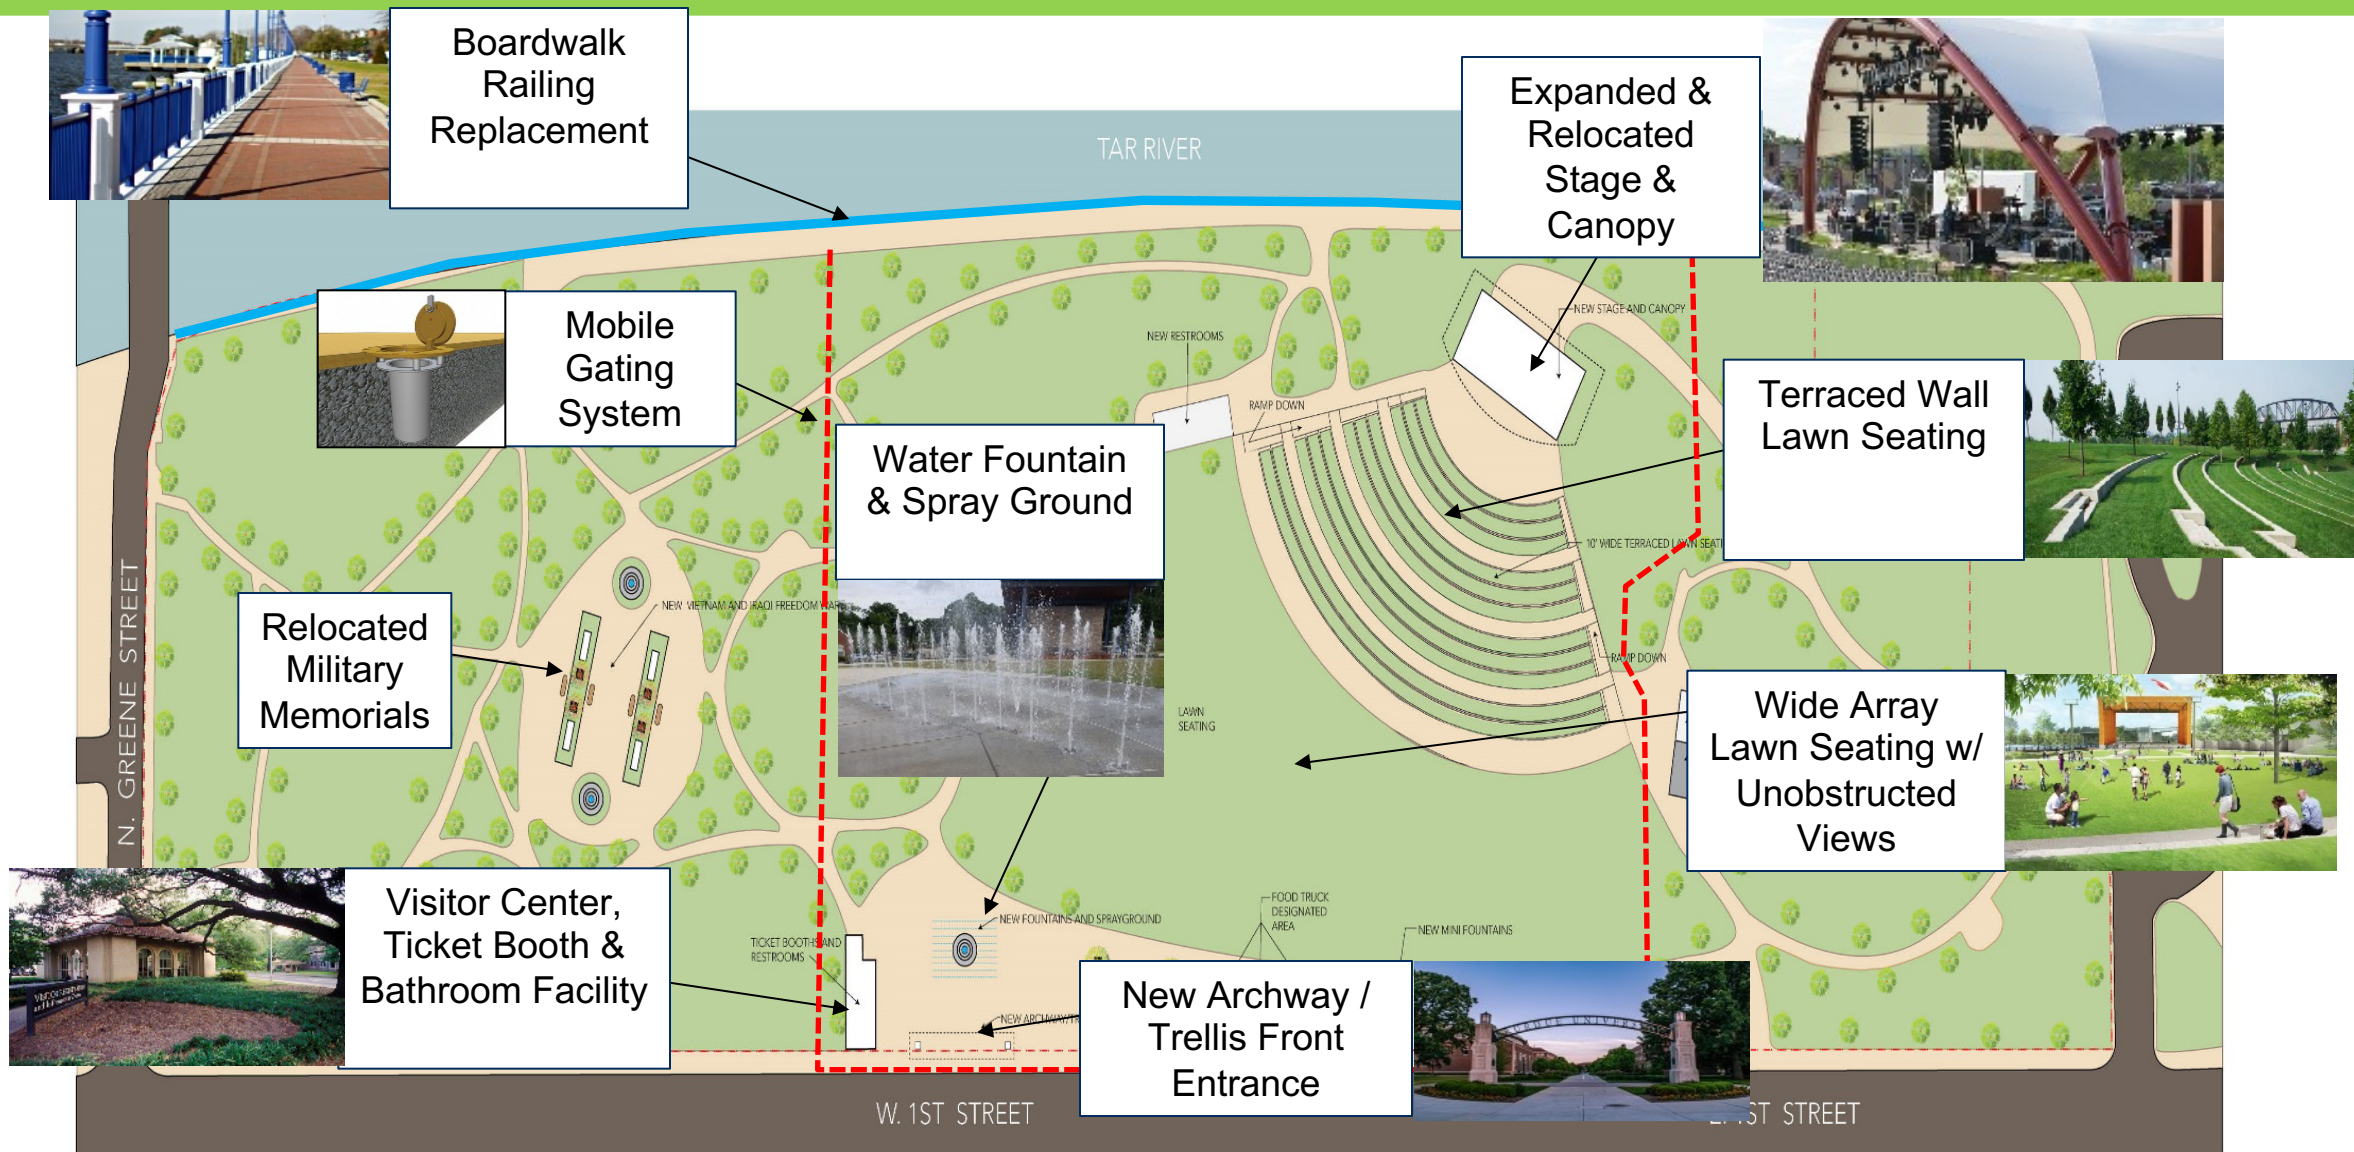 Boardwalk
Railing
Replacement
Expanded &
Relocated
Stage &
Canopy
TAR RIVER
Mobile
Gating
System
NEW STAGE AND CANOPY
NEW RESTROOMS
RAMP DOWN
Terraced Wall
Lawn Seating
Water Fountain
& Spray Ground
10' WIDE TERRACED LAWN SEATI
N. GREENE STREET
NEW VIETNAM AND IRAQI FREEDOM WAR
Relocated
Military
Memorials
RAMP DOWN
LAWN
SEATING
Wide Array
Lawn Seating w/
Unobstructed
Views
Visitor Center,
Ticket Booth &
Bathroom Facility
FOOD TRUCK
DESIGNATED
AREA
NEW FOUNTAINS AND SPRAYGROUND
NEW MINI FOUNTAINS
TICKET BOOTHS AND
RESTROOMS
NEW ARCHWAY/TR
New Archway /
Trellis Front
Entrance
W. 1ST STREET
ST STREET